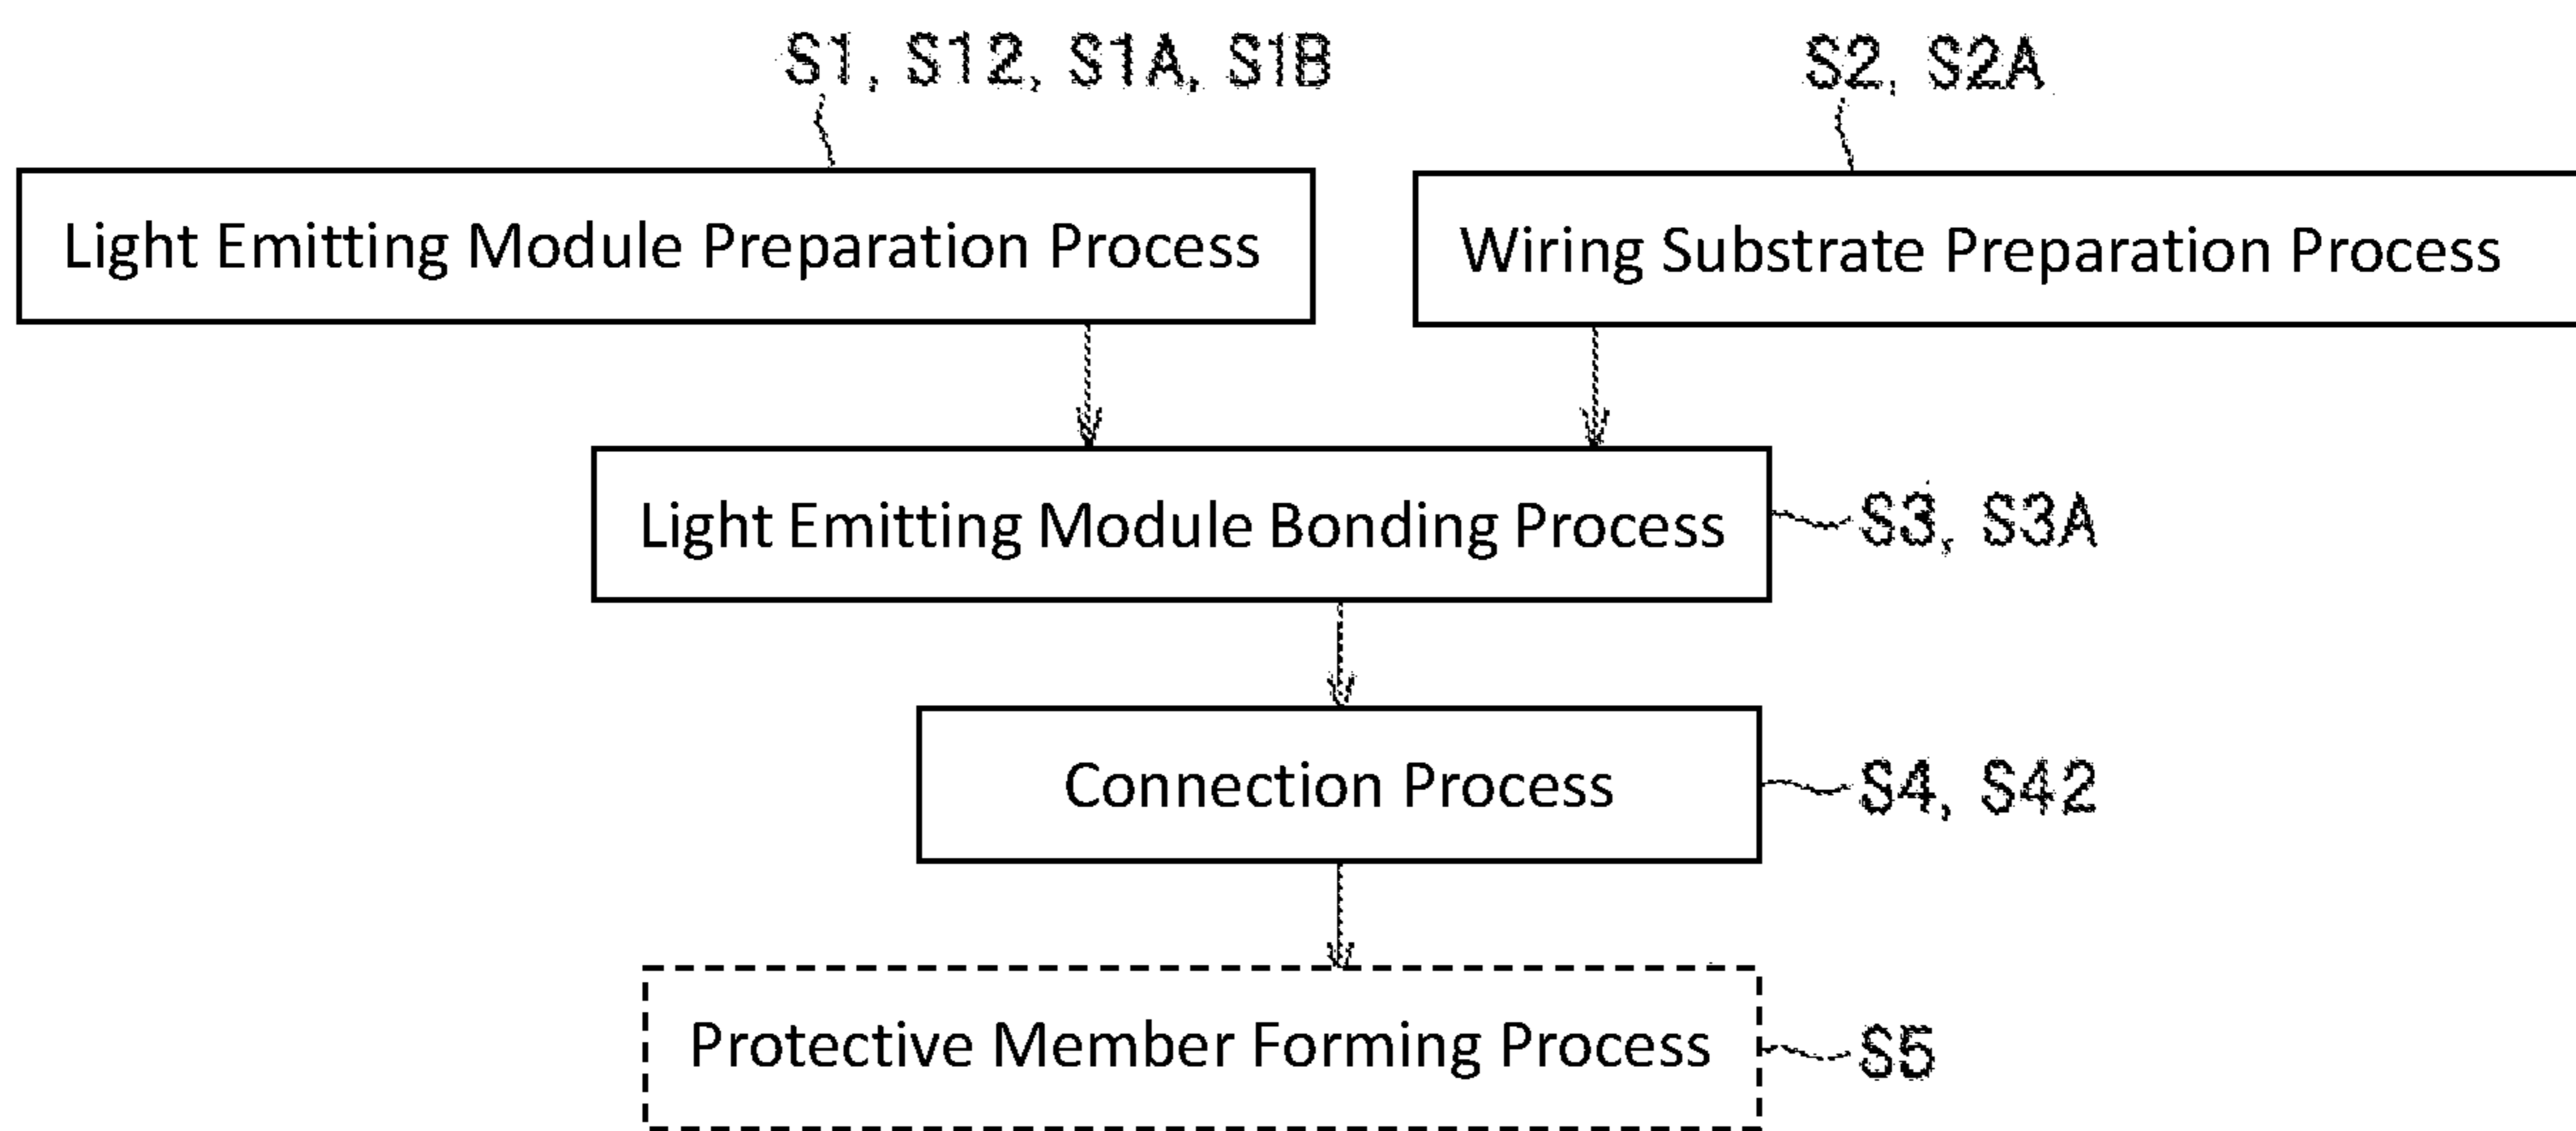 S1, S12, S1A, S1B
S2, S2A
Light Emitting Module Preparation Process
Wiring Substrate Preparation Process
Light Emitting Module Bonding Process
S3, S3A
Connection Process
S4, S42
Protective Member Forming Process
S5